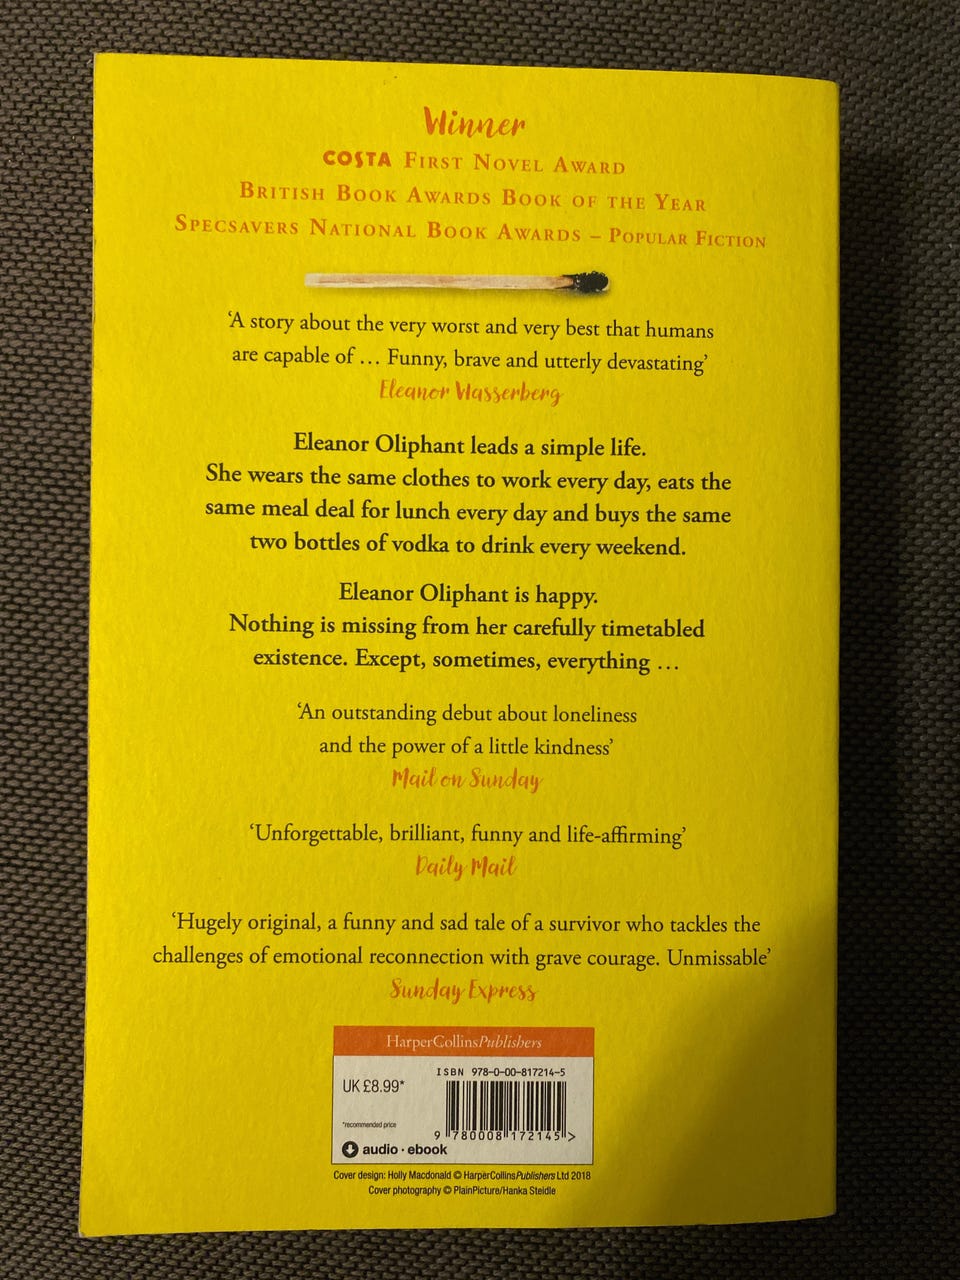 Winner
COSTA FIRST NOVEL AWARD
BRITISH BOOK AWARDS BOOK OF THE YEAR
SPECSAVERS NATIONAL BOOK AWARDS – POPULAR FICTION
‘A story about the very worst and very best that humans
are capable of … Funny, brave and utterly devastating’
Eleanor Wasserberg
Eleanor Oliphant leads a simple life.
She wears the same clothes to work every day, eats the
same meal deal for lunch every day and buys the same
two bottles of vodka to drink every weekend.
Eleanor Oliphant is happy.
Nothing is missing from her carefully timetabled
existence. Except, sometimes, everything …
‘An outstanding debut about loneliness
and the power of a little kindness’
Mail on Sunday
‘Unforgettable, brilliant, funny and life-affirming’
Daily Mail
‘Hugely original, a funny and sad tale of a survivor who tackles the
challenges of emotional reconnection with grave courage. Unmissable’
Sunday Express
HarperCollinsPublishers
ISBN 978-0-00-817214-5
UK £8.99*
*recommended price
9 780008 172145 >
audio · ebook
Cover design: Holly Macdonald © HarperCollinsPublishers Ltd 2018
Cover photography © PlainPicture/Hanka Steidle